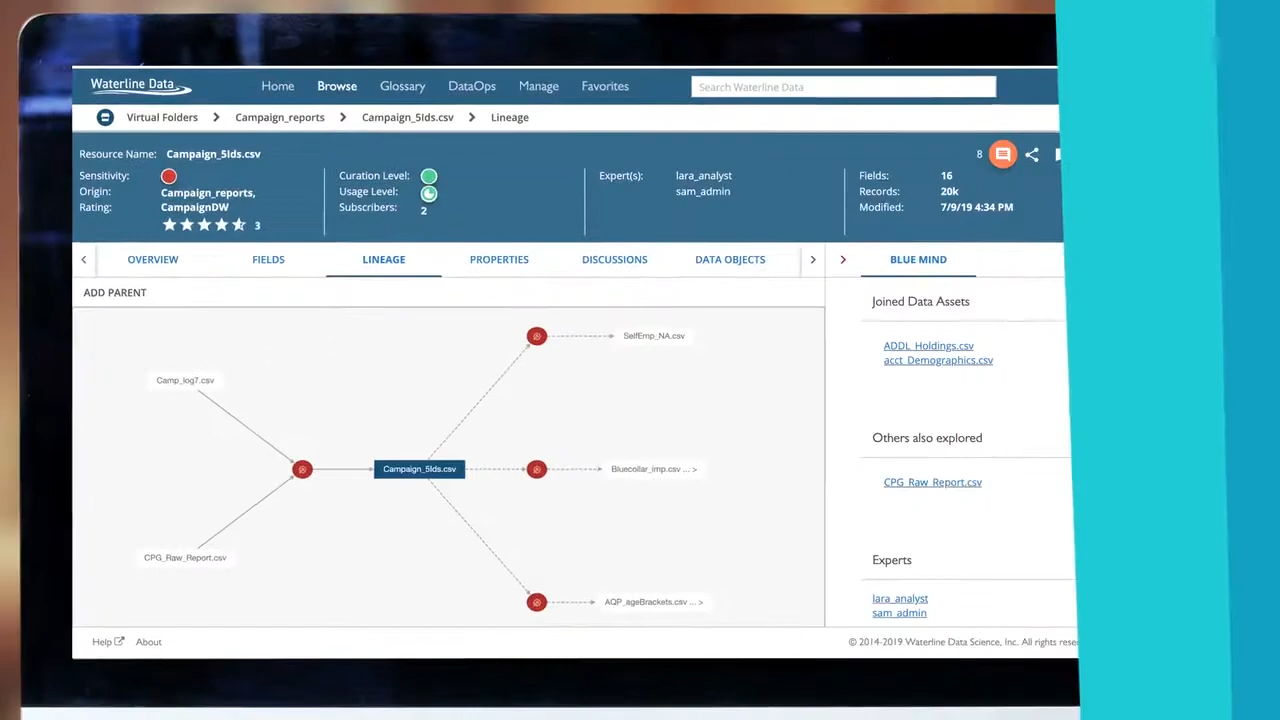 Waterline Data
Home Browse Glossary DataOps Manage Favorites
Search Waterline Data
Virtual Folders > Campaign_reports > Campaign_5Ids.csv > Lineage
Resource Name: Campaign_5Ids.csv
8
Sensitivity:
Origin: Campaign_reports,
Rating: CampaignDW
3
Curation Level:
Usage Level:
Subscribers: 2
Expert(s): lara_analyst
sam_admin
Fields: 16
Records: 20k
Modified: 7/9/19 4:34 PM
OVERVIEW FIELDS LINEAGE PROPERTIES DISCUSSIONS DATA OBJECTS
BLUE MIND
ADD PARENT
Camp_log7.csv
CPG_Raw_Report.csv
Campaign_5Ids.csv
SelfEmp_NA.csv
Bluecollar_imp.csv ... >
AQP_ageBrackets.csv ... >
Joined Data Assets
ADDL_Holdings.csv
acct_Demographics.csv
Others also explored
CPG_Raw_Report.csv
Experts
lara_analyst
sam_admin
Help About
© 2014-2019 Waterline Data Science, Inc. All rights